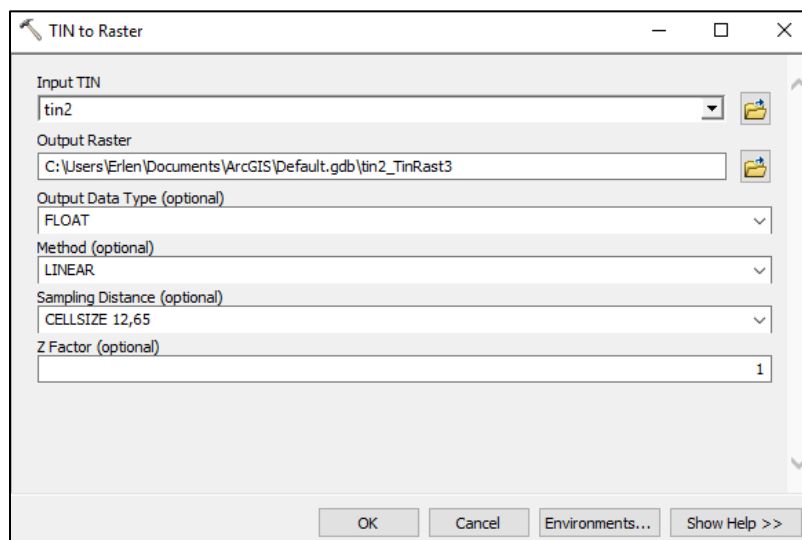 TIN to Raster
Input TIN
tin2
Output Raster
C:\Users\Erlen\Documents\ArcGIS\Default.gdb\tin2_TinRast3
Output Data Type (optional)
FLOAT
Method (optional)
LINEAR
Sampling Distance (optional)
CELLSIZE 12,65
Z Factor (optional)
1
OK Cancel Environments... Show Help >>